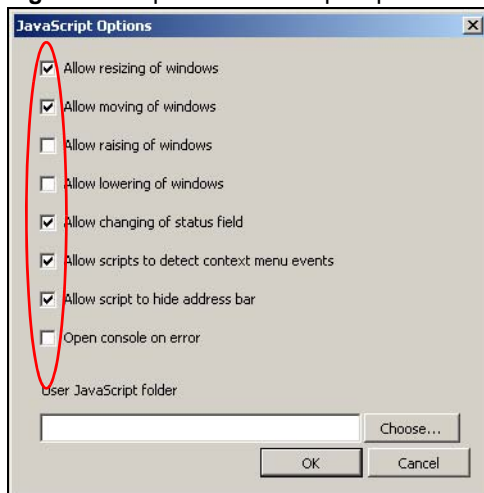 JavaScript Options
Allow resizing of windows
Allow moving of windows
Allow raising of windows
Allow lowering of windows
Allow changing of status field
Allow scripts to detect context menu events
Allow script to hide address bar
Open console on error
User JavaScript folder
Choose...
OK Cancel